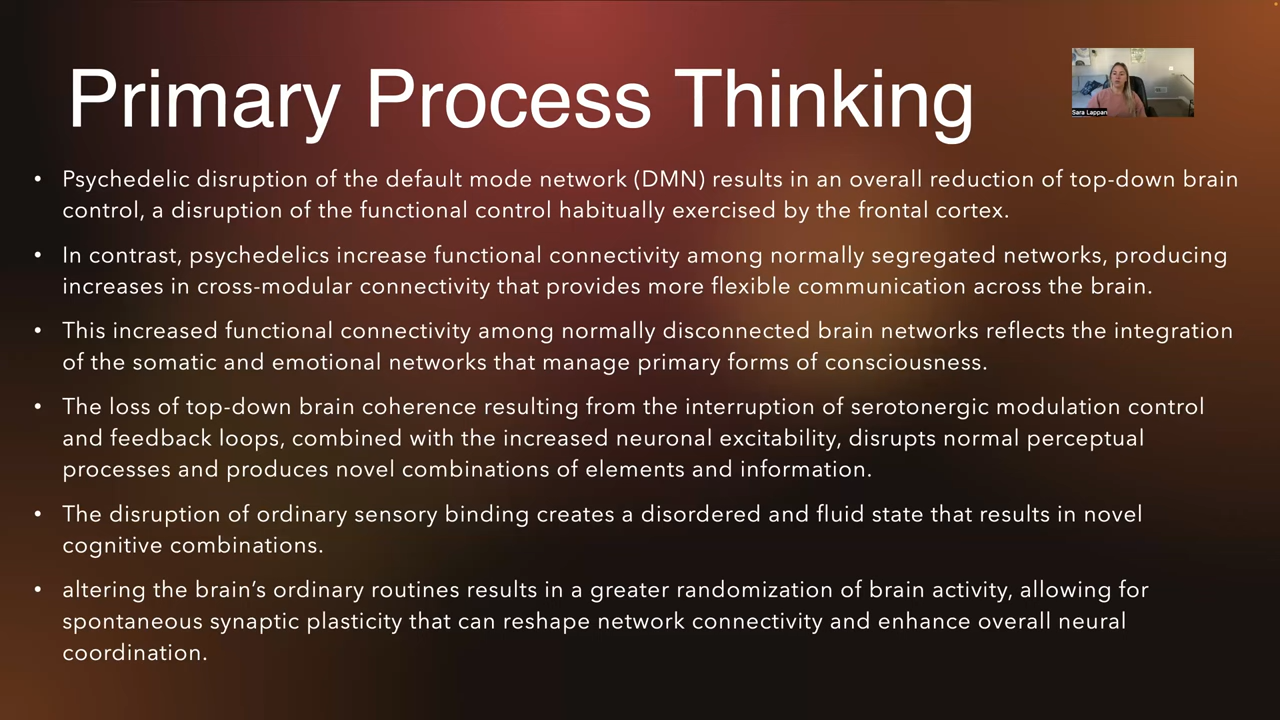 Primary Process Thinking
Sara Lappan
• Psychedelic disruption of the default mode network (DMN) results in an overall reduction of top-down brain
control, a disruption of the functional control habitually exercised by the frontal cortex.
• In contrast, psychedelics increase functional connectivity among normally segregated networks, producing
increases in cross-modular connectivity that provides more flexible communication across the brain.
• This increased functional connectivity among normally disconnected brain networks reflects the integration
of the somatic and emotional networks that manage primary forms of consciousness.
• The loss of top-down brain coherence resulting from the interruption of serotonergic modulation control
and feedback loops, combined with the increased neuronal excitability, disrupts normal perceptual
processes and produces novel combinations of elements and information.
• The disruption of ordinary sensory binding creates a disordered and fluid state that results in novel
cognitive combinations.
• altering the brain’s ordinary routines results in a greater randomization of brain activity, allowing for
spontaneous synaptic plasticity that can reshape network connectivity and enhance overall neural
coordination.